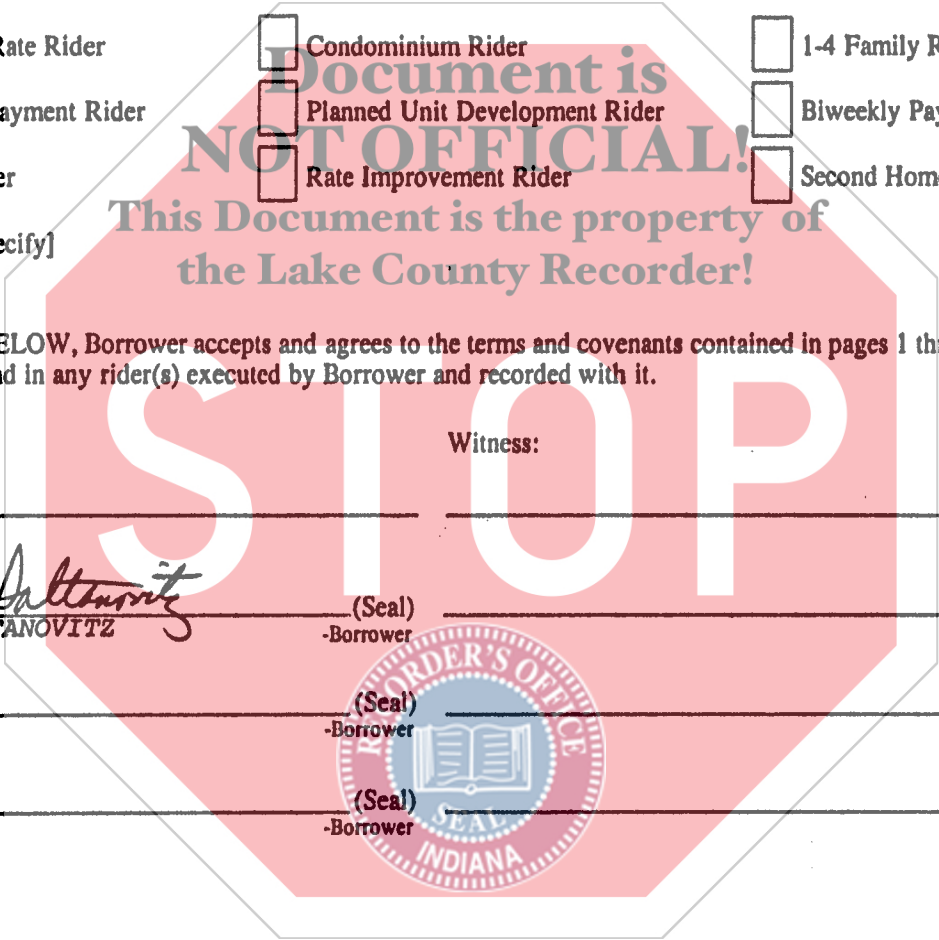 Rate Rider Condominium Rider 1-4 Family R
Document is
ayment Rider Planned Unit Development Rider Biweekly Pay
NOT OFFICIAL!
er Rate Improvement Rider Second Hom
This Document is the property of
ecify]
the Lake County Recorder!
ELOW, Borrower accepts and agrees to the terms and covenants contained in pages 1 th
d in any rider(s) executed by Borrower and recorded with it.
STOP
Witness:
(Seal)
ANOVITZ -Borrower
RECORDER'S OFFICE
(Seal)
-Borrower
(Seal)
SEAL
-Borrower
INDIANA